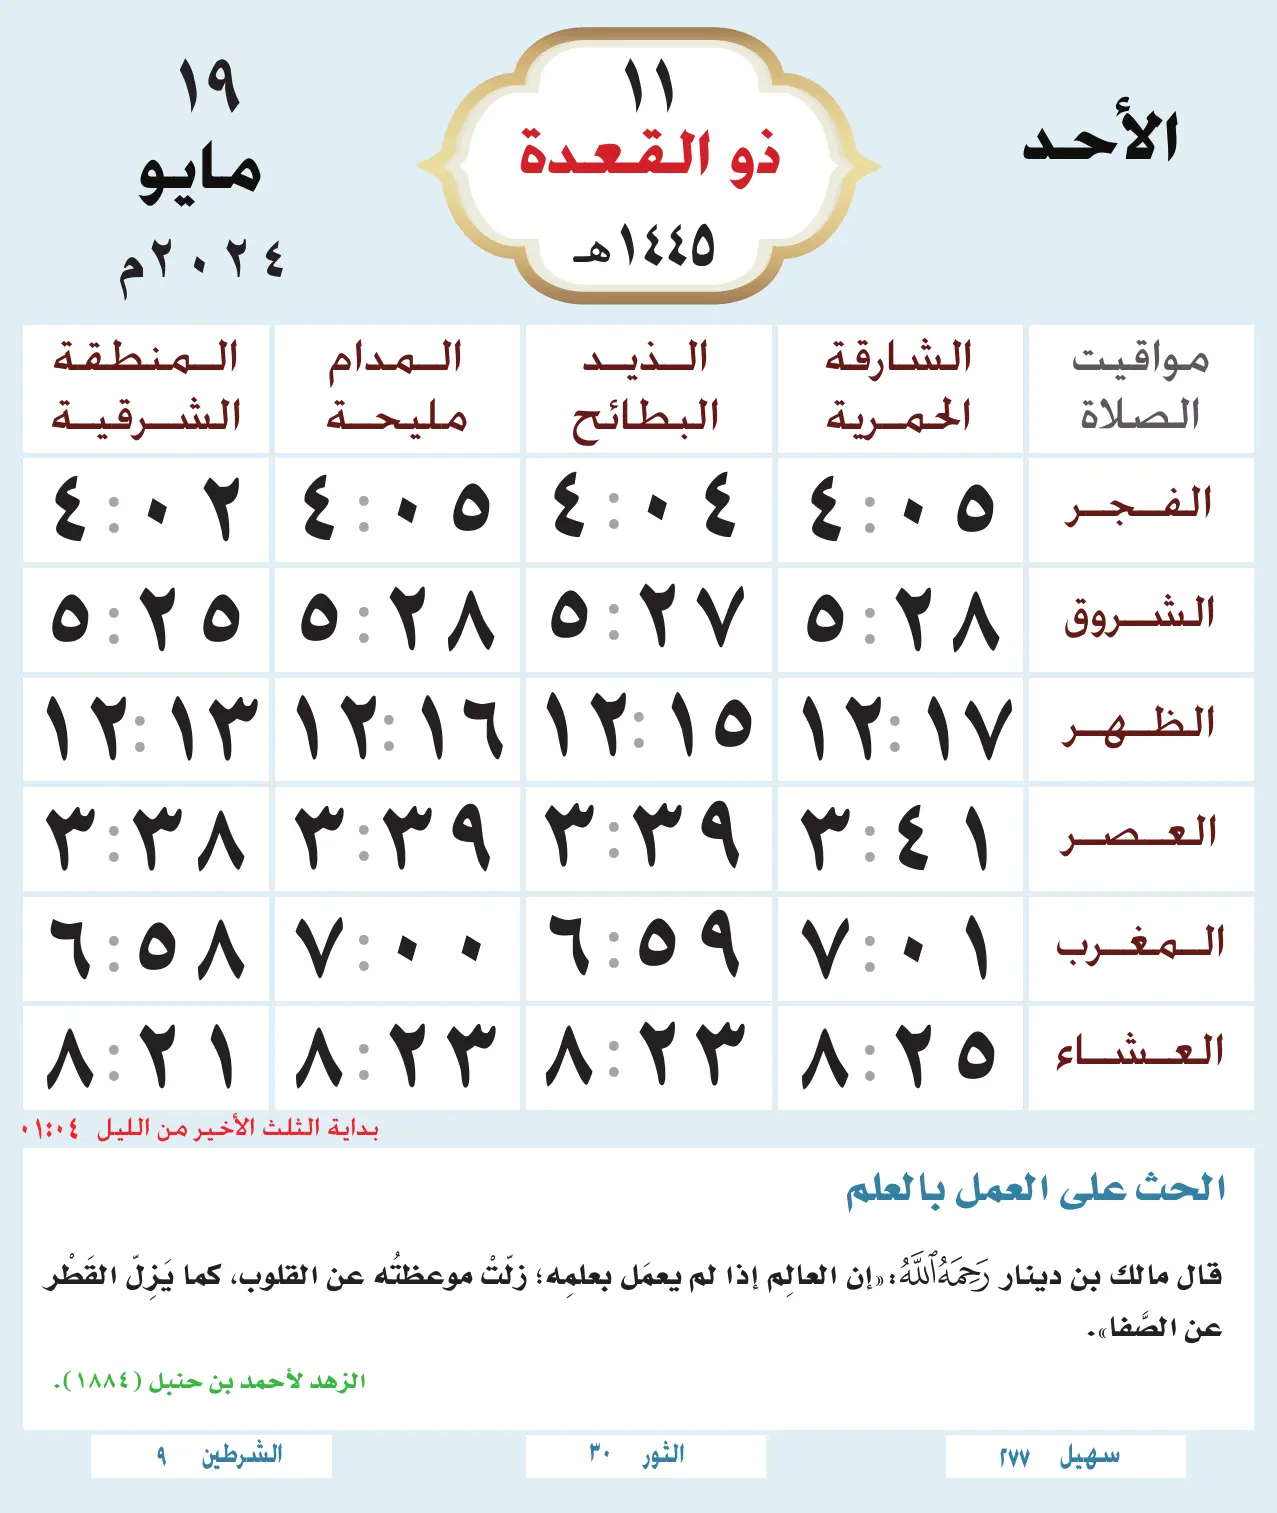 الأحد
١١
ذو القعدة
١٤٤٥هـ
١٩
مايو
٢٠٢٤م
مواقيت الصلاة
الشارقة الحمرية
الذيد البطائح
المدام مليحة
المنطقة الشرقية
الفجر ٤:٠٥ ٤:٠٤ ٤:٠٥ ٤:٠٢
الشروق ٥:٢٨ ٥:٢٧ ٥:٢٨ ٥:٢٥
الظهر ١٢:١٧ ١٢:١٥ ١٢:١٦ ١٢:١٣
العصر ٣:٤١ ٣:٣٩ ٣:٣٩ ٣:٣٨
المغرب ٧:٠١ ٦:٥٩ ٧:٠٠ ٦:٥٨
العشاء ٨:٢٥ ٨:٢٣ ٨:٢٣ ٨:٢١
بداية الثلث الأخير من الليل ٠١:٠٤
الحث على العمل بالعلم
قال مالك بن دينار رَحِمَهُ ٱللَّهُ: «إن العالِم إذا لم يعمَل بعلمِه؛ زلّتْ موعظتُه عن القلوب، كما يَزِلّ القَطْر
عن الصَّفا».
الزهد لأحمد بن حنبل (١٨٨٤).
سهيل ٢٧٧
الثور ٣٠
الشرطين ٩